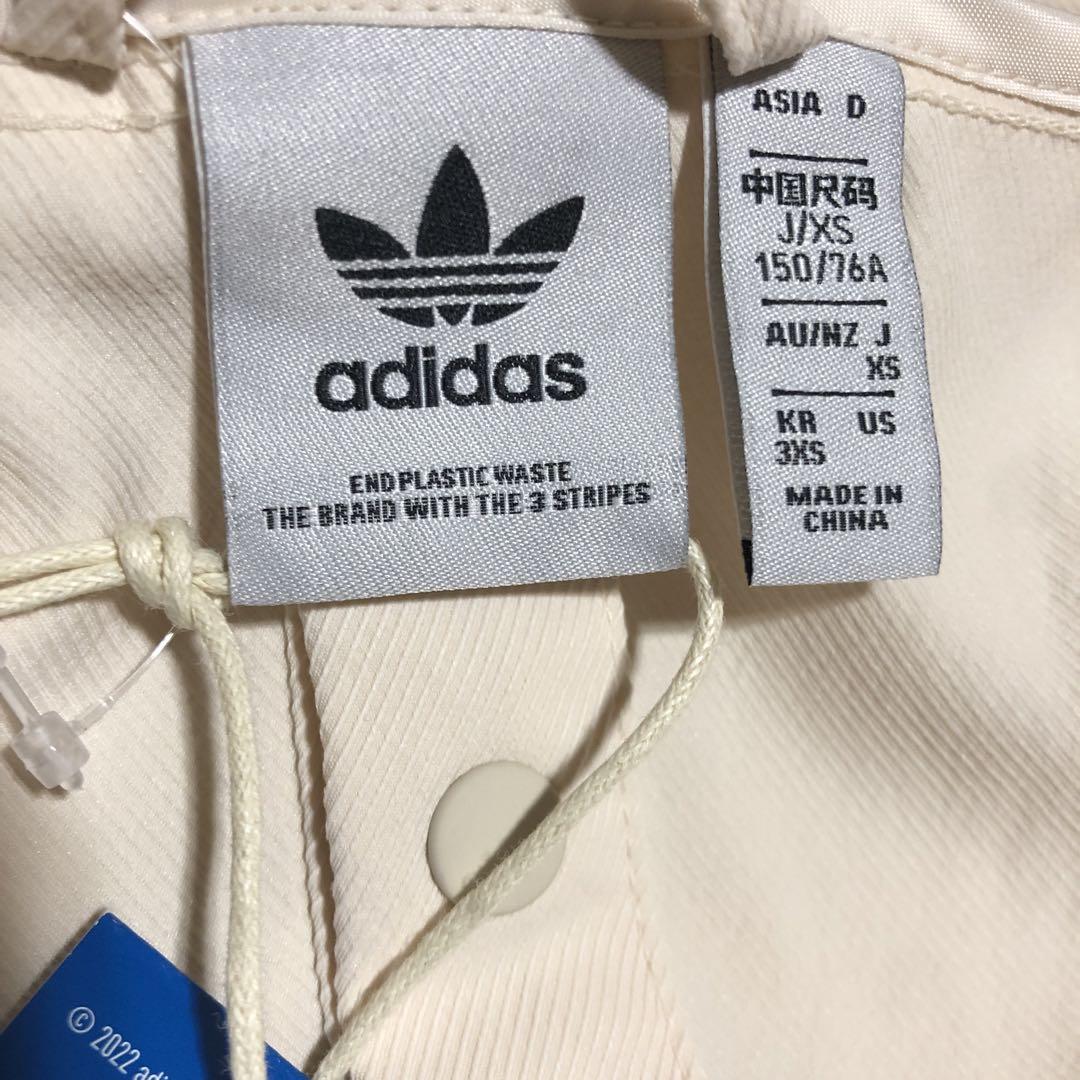 adidas
END PLASTIC WASTE
THE BRAND WITH THE 3 STRIPES
ASIA D
中国尺码
J/XS
150/76A
AU/NZ J
XS
KR US
3XS
MADE IN
CHINA
© 2022 adi